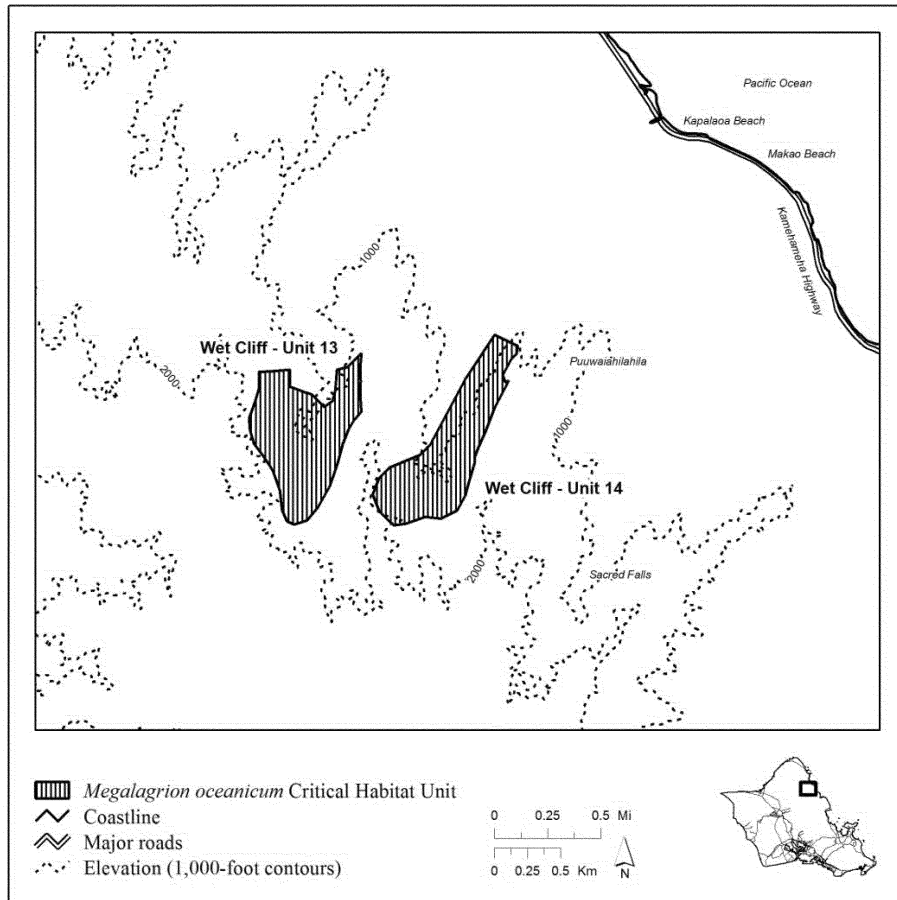 Pacific Ocean
Kapalaoa Beach
Makao Beach
Kamehameha Highway
1000
Wet Cliff - Unit 13
2000
Puuwaiahilahila
1000
Wet Cliff - Unit 14
2000
Sacred Falls
Megalagrion oceanicum Critical Habitat Unit
Coastline
Major roads
Elevation (1,000-foot contours)
0 0.25 0.5 Mi
0 0.25 0.5 Km
N